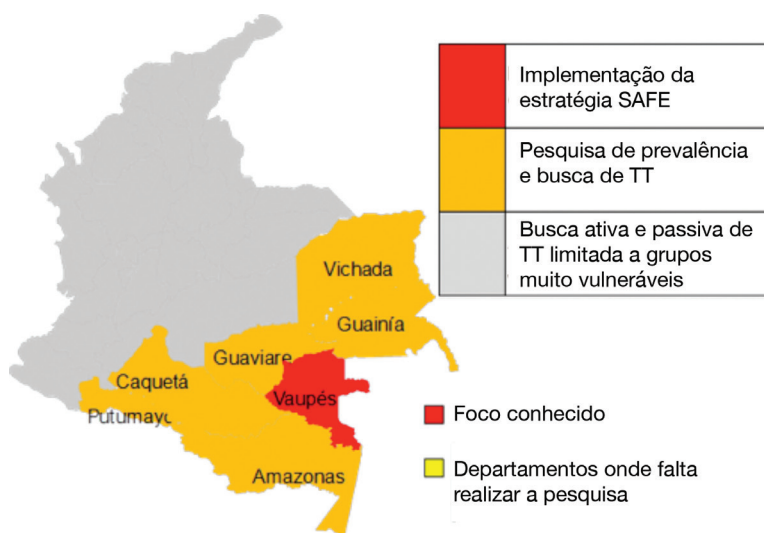 Implementação da
estratégia SAFE
Pesquisa de prevalência
e busca de TT
Busca ativa e passiva de
TT limitada a grupos
muito vulneráveis
Vichada
Guainía
Guaviare
Caquetá
Vaupés
Putumayo
Amazonas
Foco conhecido
Departamentos onde falta
realizar a pesquisa